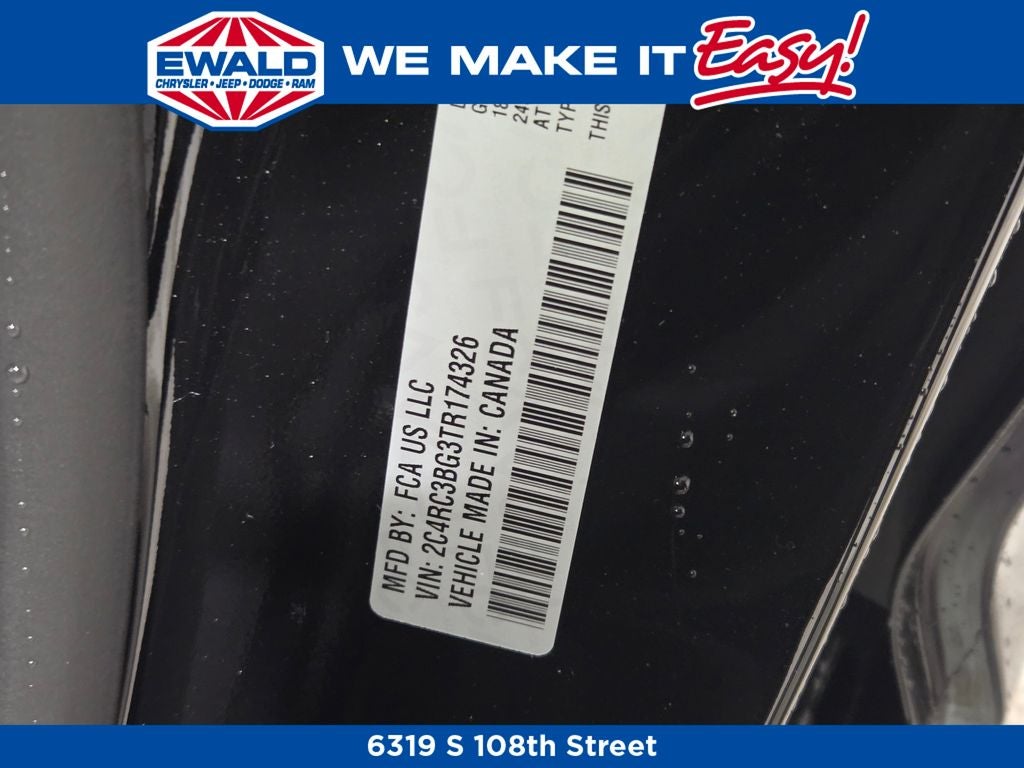 EWALD
CHRYSLER • JEEP • DODGE • RAM
WE MAKE IT Easy!
MFD BY: FCA US LLC
VIN: 2C4RC3BG3TR174326
VEHICLE MADE IN: CANADA
THIS
6319 S 108th Street